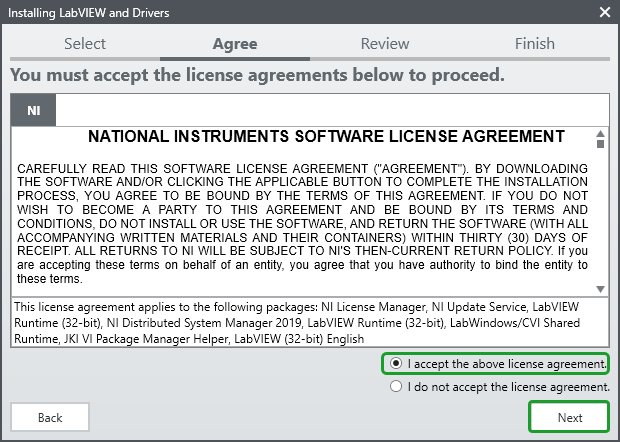 Installing LabVIEW and Drivers
Select Agree Review Finish
You must accept the license agreements below to proceed.
NI
NATIONAL INSTRUMENTS SOFTWARE LICENSE AGREEMENT
CAREFULLY READ THIS SOFTWARE LICENSE AGREEMENT ("AGREEMENT"). BY DOWNLOADING
THE SOFTWARE AND/OR CLICKING THE APPLICABLE BUTTON TO COMPLETE THE INSTALLATION
PROCESS, YOU AGREE TO BE BOUND BY THE TERMS OF THIS AGREEMENT. IF YOU DO NOT
WISH TO BECOME A PARTY TO THIS AGREEMENT AND BE BOUND BY ITS TERMS AND
CONDITIONS, DO NOT INSTALL OR USE THE SOFTWARE, AND RETURN THE SOFTWARE (WITH ALL
ACCOMPANYING WRITTEN MATERIALS AND THEIR CONTAINERS) WITHIN THIRTY (30) DAYS OF
RECEIPT. ALL RETURNS TO NI WILL BE SUBJECT TO NI'S THEN-CURRENT RETURN POLICY. If you
are accepting these terms on behalf of an entity, you agree that you have authority to bind the entity to
these terms.
This license agreement applies to the following packages: NI License Manager, NI Update Service, LabVIEW
Runtime (32-bit), NI Distributed System Manager 2019, LabVIEW Runtime (32-bit), LabWindows/CVI Shared
Runtime, JKI VI Package Manager Helper, LabVIEW (32-bit) English
I accept the above license agreement.
I do not accept the license agreement.
Back Next